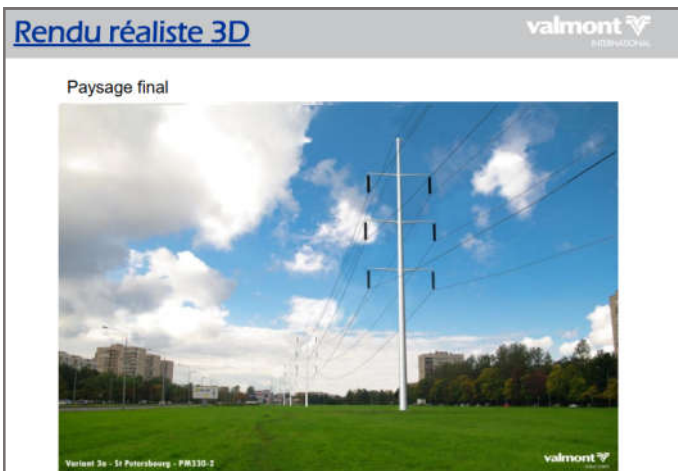 Rendu réaliste 3D
valmont
INTERNATIONAL
Paysage final
Variant 3a - St Petersbourg - PM330-2
valmont